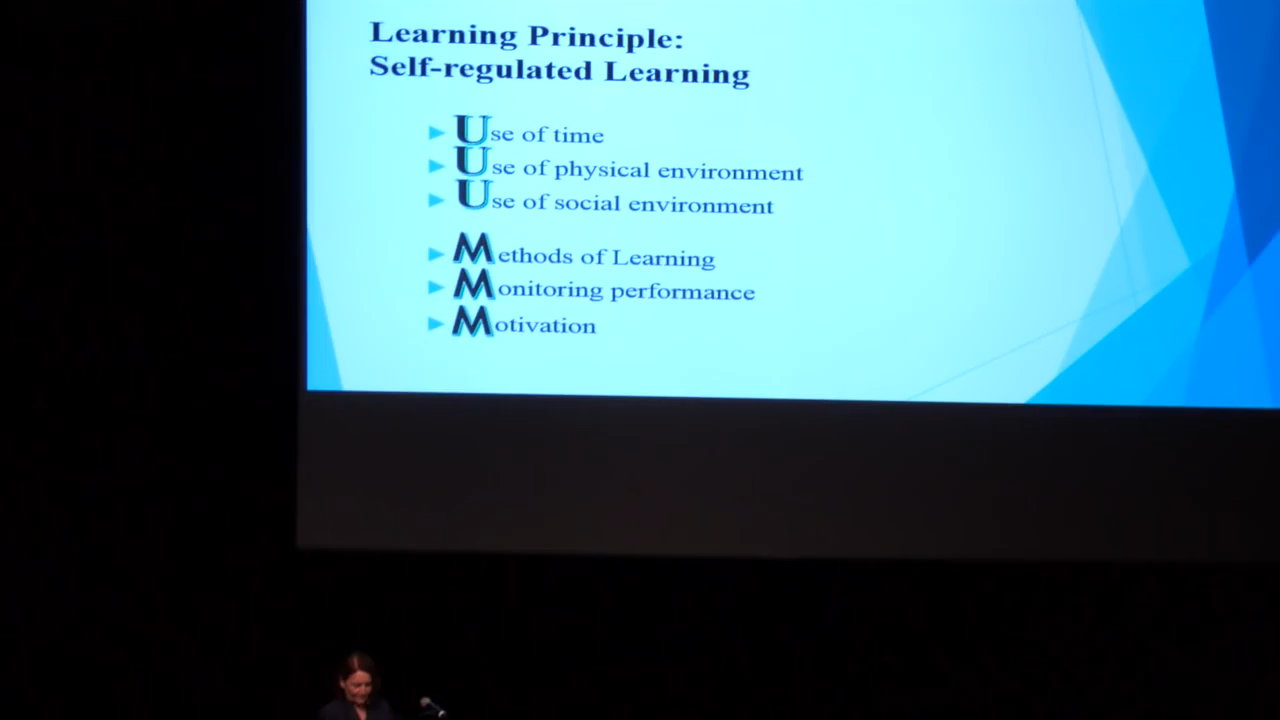 Learning Principle:
Self-regulated Learning
Use of time
Use of physical environment
Use of social environment
Methods of Learning
Monitoring performance
Motivation